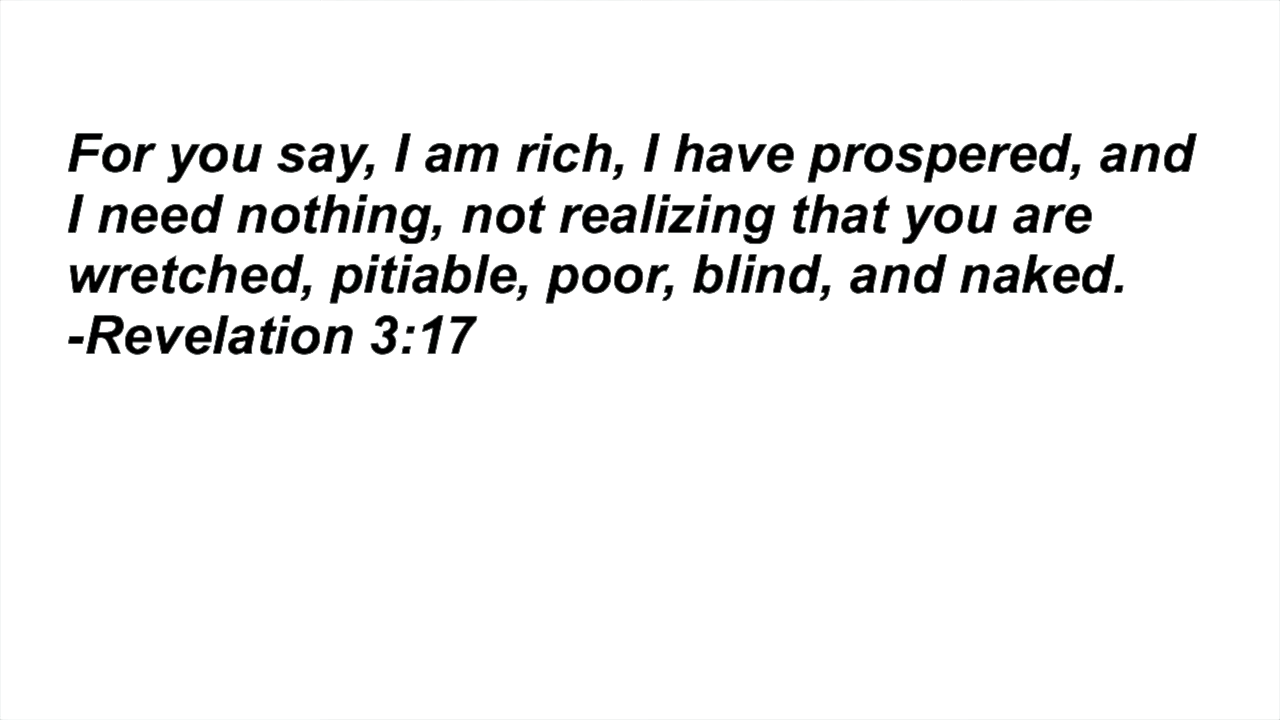 For you say, I am rich, I have prospered, and
I need nothing, not realizing that you are
wretched, pitiable, poor, blind, and naked.
-Revelation 3:17